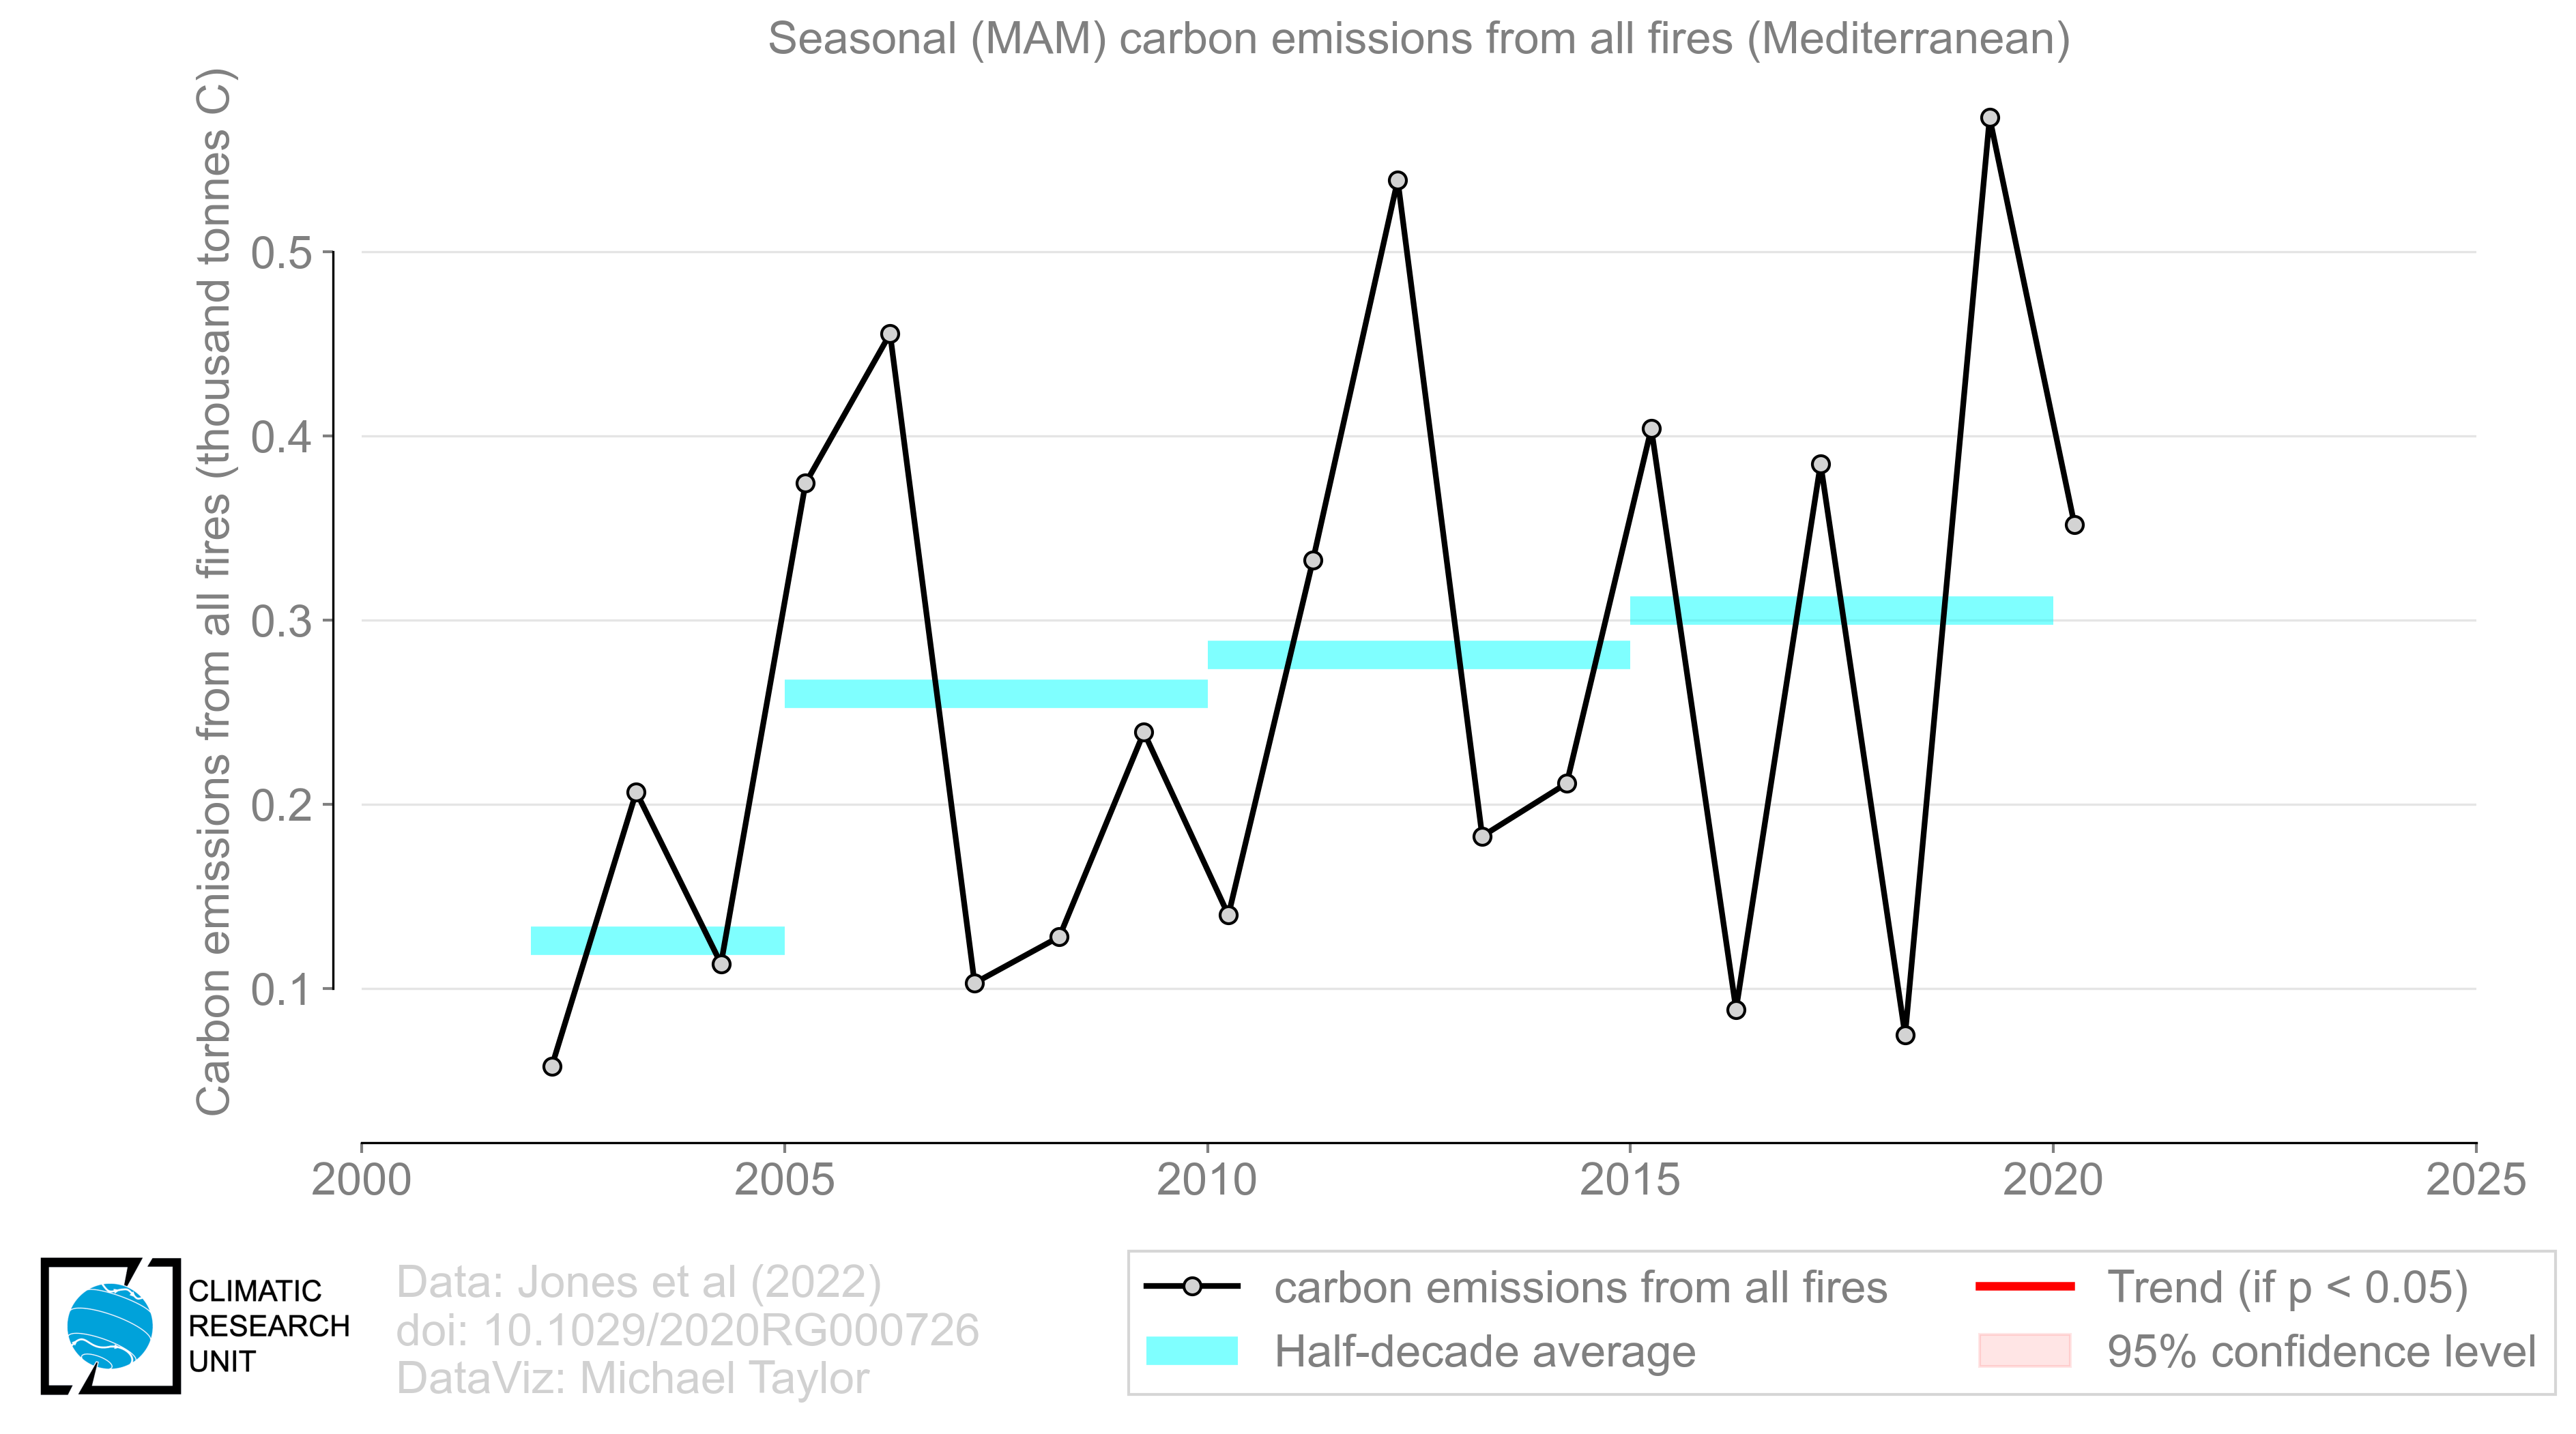 Seasonal (MAM) carbon emissions from all fires (Mediterranean)
Carbon emissions from all fires (thousand tonnes C)
0.5
0.4
0.3
0.2
0.1
2000 2005 2010 2015 2020 2025
CLIMATIC
RESEARCH
UNIT
Data: Jones et al (2022)
doi: 10.1029/2020RG000726
DataViz: Michael Taylor
carbon emissions from all fires
Half-decade average
Trend (if p < 0.05)
95% confidence level